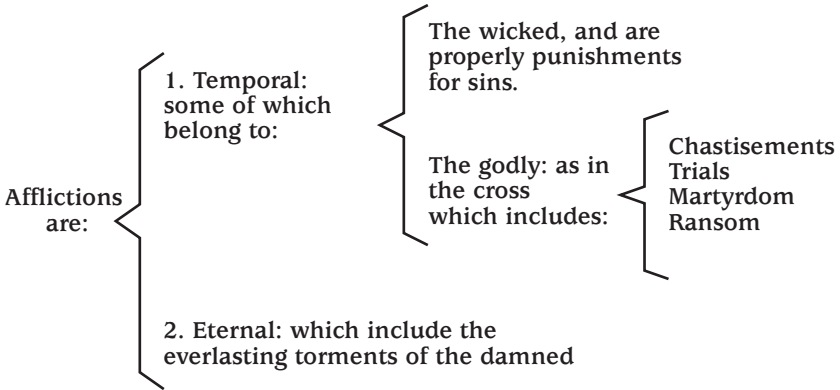 Afflictions
are:
1. Temporal:
some of which
belong to:
The wicked, and are
properly punishments
for sins.
The godly: as in
the cross
which includes:
Chastisements
Trials
Martyrdom
Ransom
2. Eternal: which include the
everlasting torments of the damned